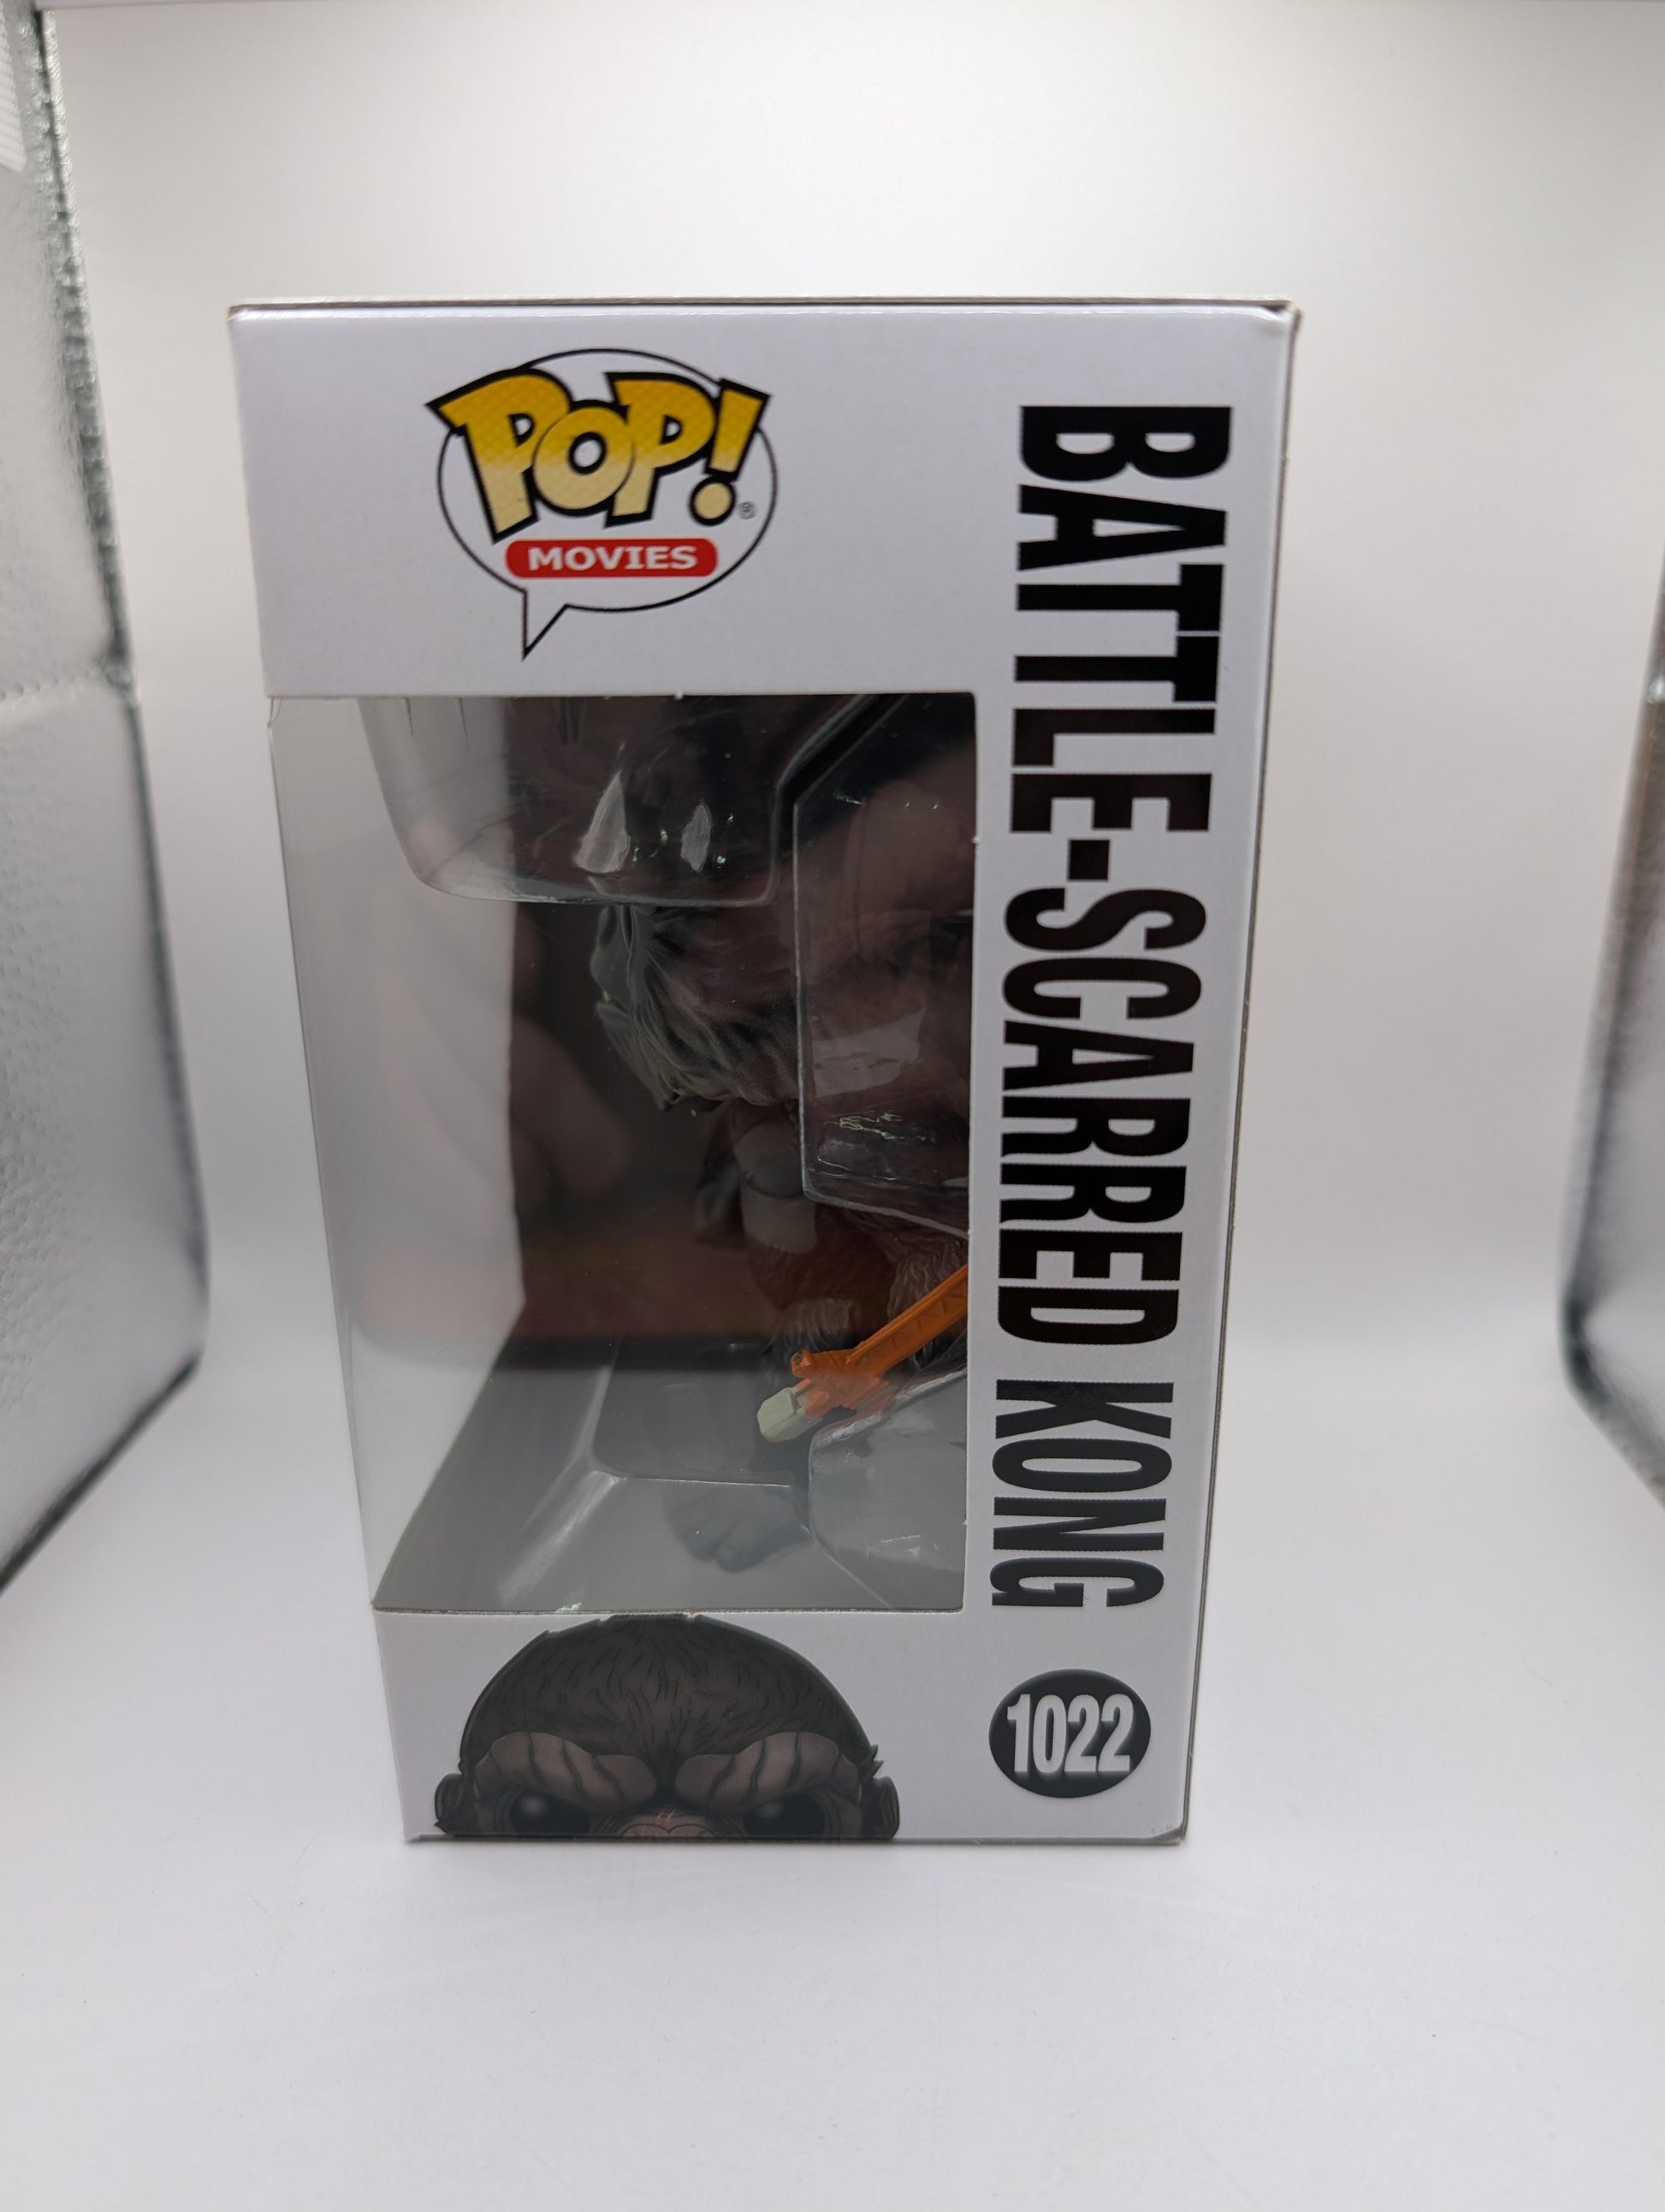 POP!®
MOVIES
BATTLE-SCARRED KONG
1022